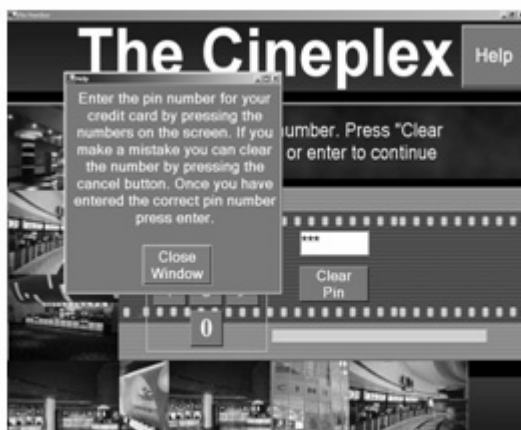 The Cineplex
Help
Help
Enter the pin number for your
credit card by pressing the
numbers on the screen. If you
make a mistake you can clear
the number by pressing the
cancel button. Once you have
entered the correct pin number
press enter.
Close
Window
number. Press "Clear
or enter to continue
***
Clear
Pin
0